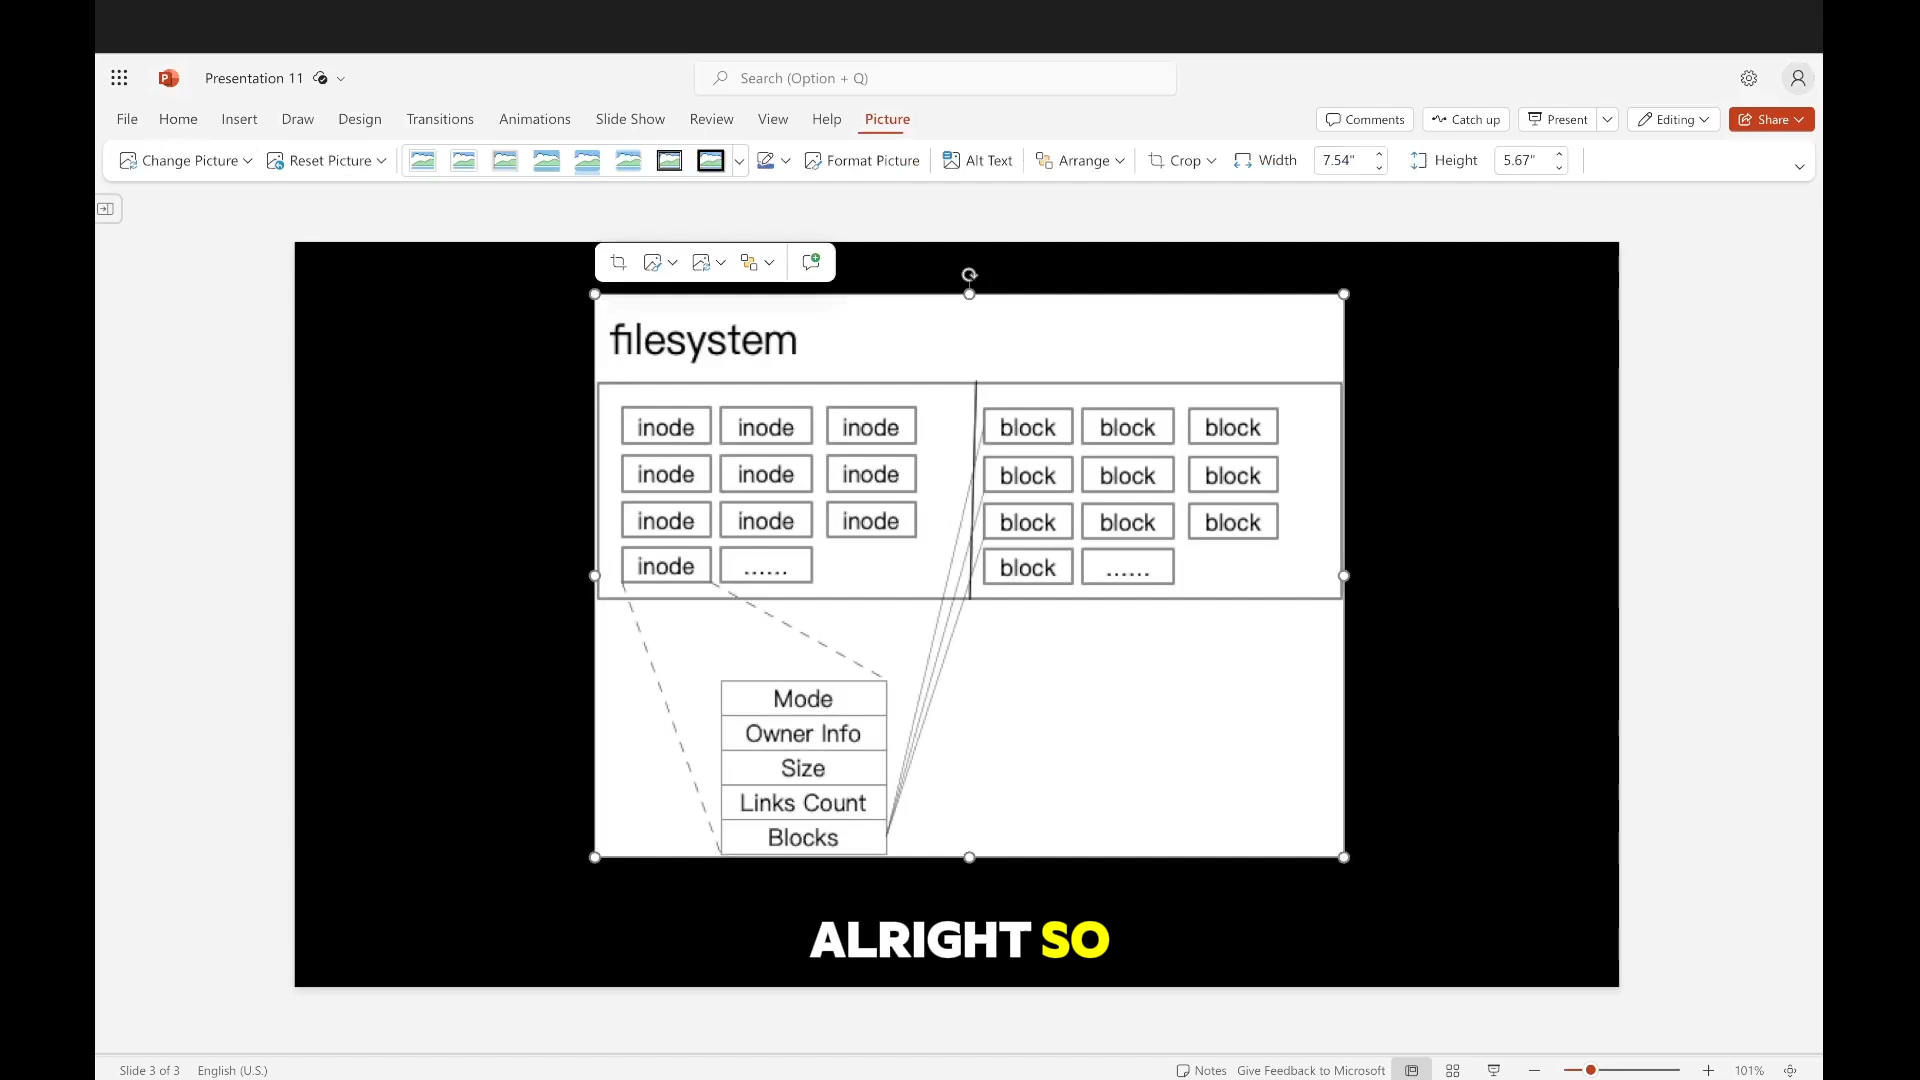 Presentation 11
Search (Option + Q)
File Home Insert Draw Design Transitions Animations Slide Show Review View Help Picture
Comments Catch up Present Editing Share
Change Picture Reset Picture Format Picture Alt Text Arrange Crop Width 7.54" Height 5.67"
filesystem
inode inode inode block block block
inode inode inode block block block
inode inode inode block block block
inode ...... block ......
Mode
Owner Info
Size
Links Count
Blocks
ALRIGHT SO
Slide 3 of 3 English (U.S.) Notes Give Feedback to Microsoft 101%